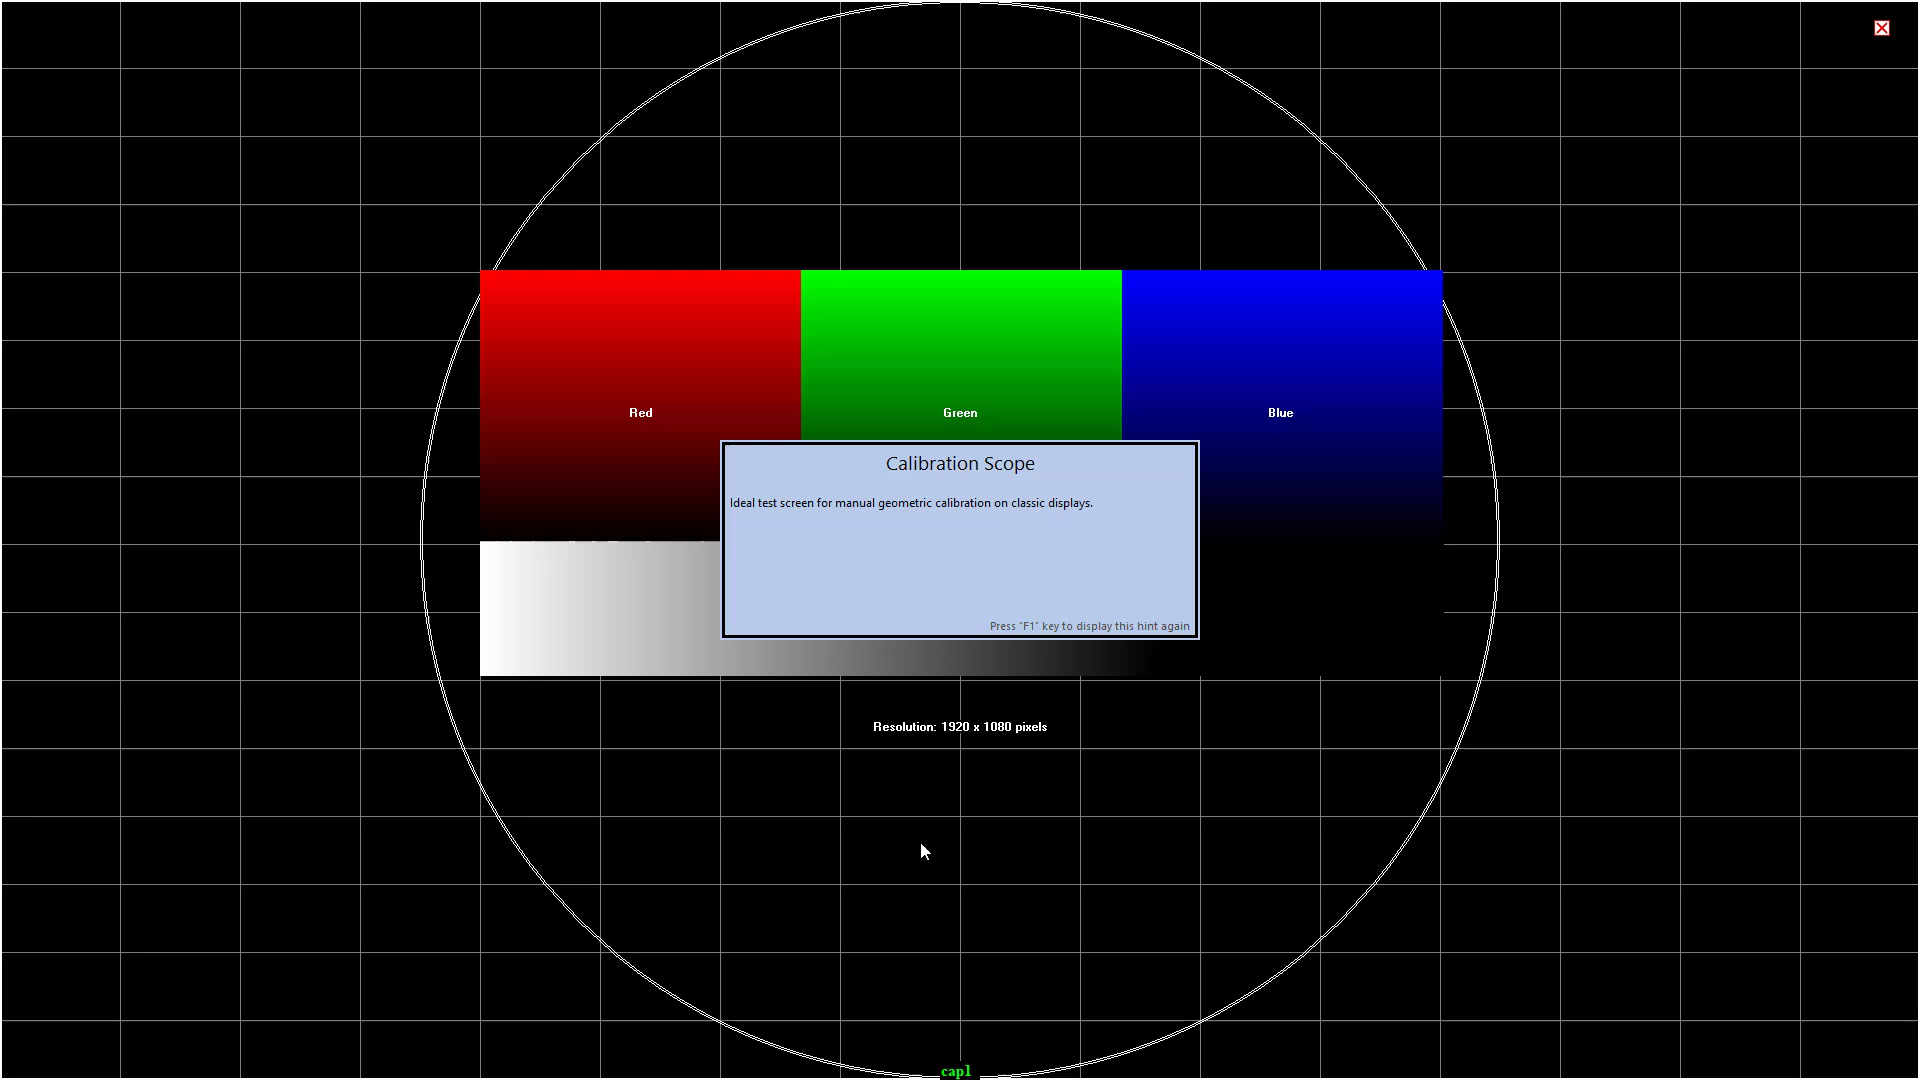 Red
Green
Blue
Calibration Scope
Ideal test screen for manual geometric calibration on classic displays.
Press "F1" key to display this hint again
Resolution: 1920 x 1080 pixels
cap1